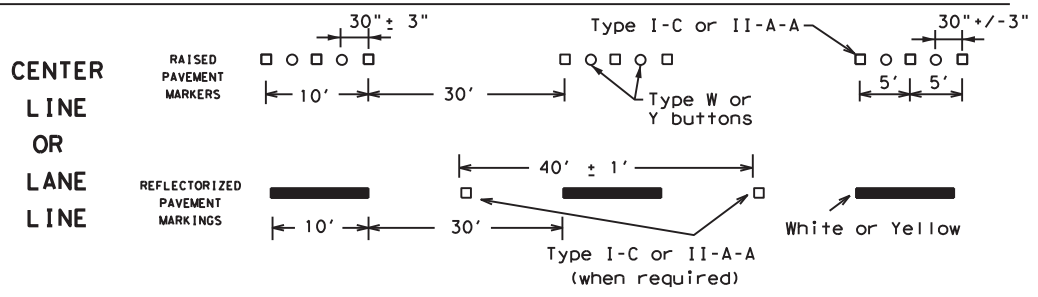 CENTER
LINE
OR
LANE
LINE
RAISED
PAVEMENT
MARKERS
30" ± 3"
10'
30'
Type I-C or II-A-A
Type W or
Y buttons
30"+/-3"
5'
5'
REFLECTORIZED
PAVEMENT
MARKINGS
40' ± 1'
10'
30'
Type I-C or II-A-A
(when required)
White or Yellow